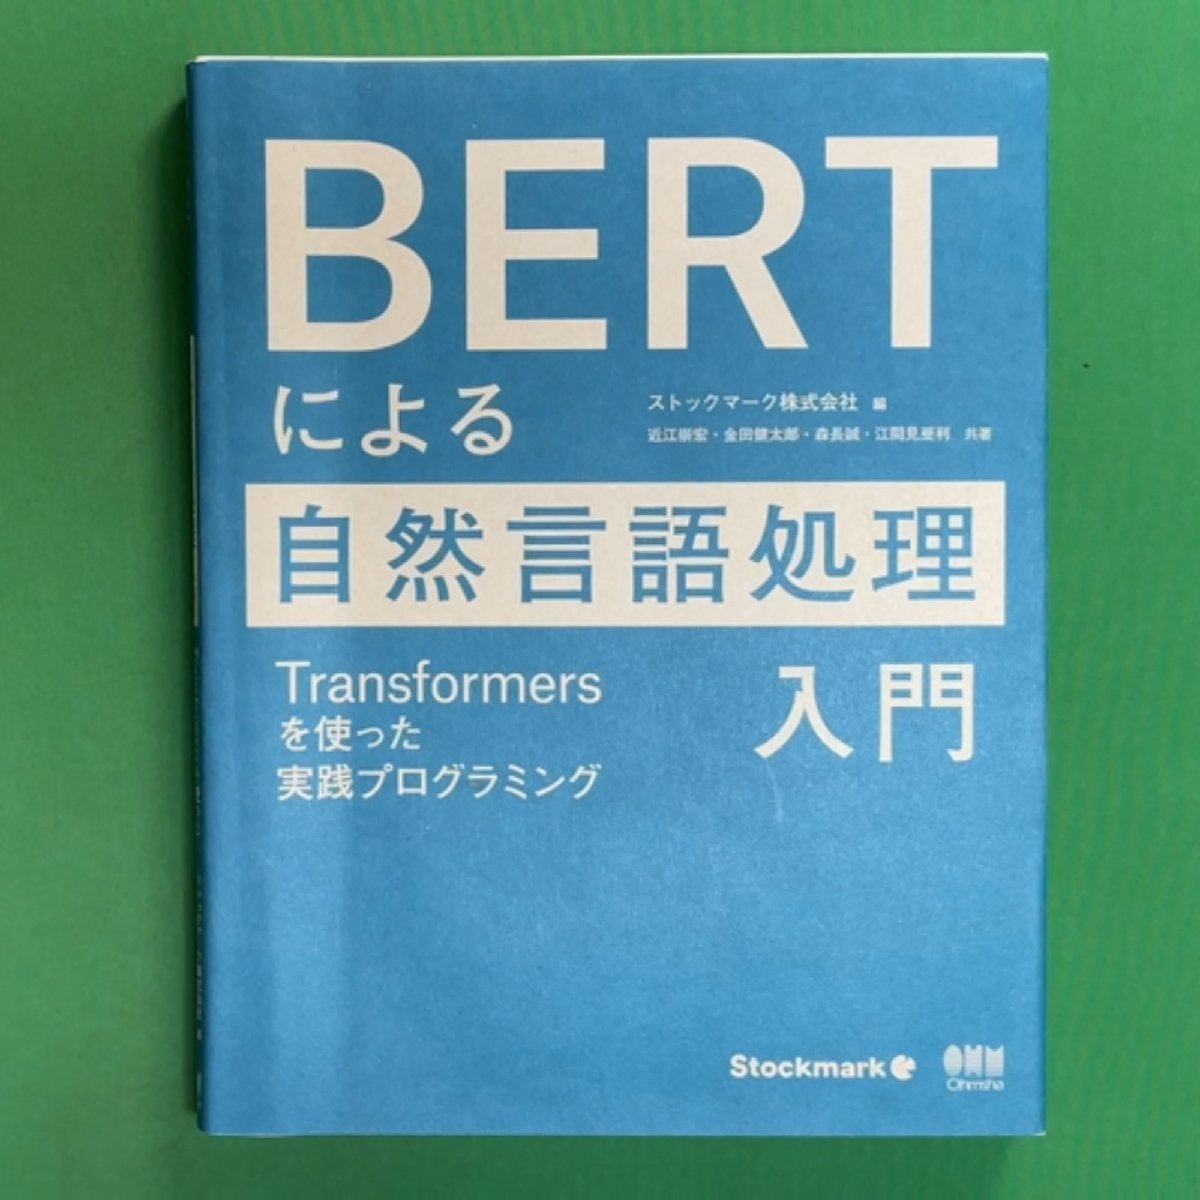 BERT
による
ストックマーク株式会社 編
近江崇宏・金田健太郎・森長誠・江間見亜利 共著
自然言語処理
入門
Transformers
を使った
実践プログラミング
Stockmark
OHM
Ohmsha